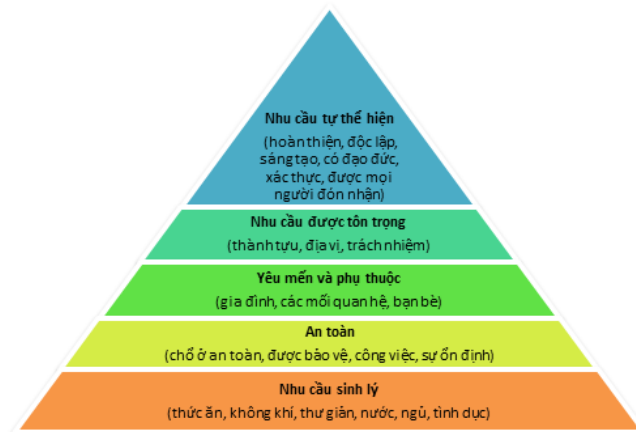 Nhu cầu tự thể hiện
(hoàn thiện, độc lập,
sáng tạo, có đạo đức,
xác thực, được mọi
người đón nhận)
Nhu cầu được tôn trọng
(thành tựu, địa vị, trách nhiệm)
Yêu mến và phụ thuộc
(gia đình, các mối quan hệ, bạn bè)
An toàn
(chổ ở an toàn, được bảo vệ, công việc, sự ổn định)
Nhu cầu sinh lý
(thức ăn, không khí, thư giản, nước, ngủ, tình dục)